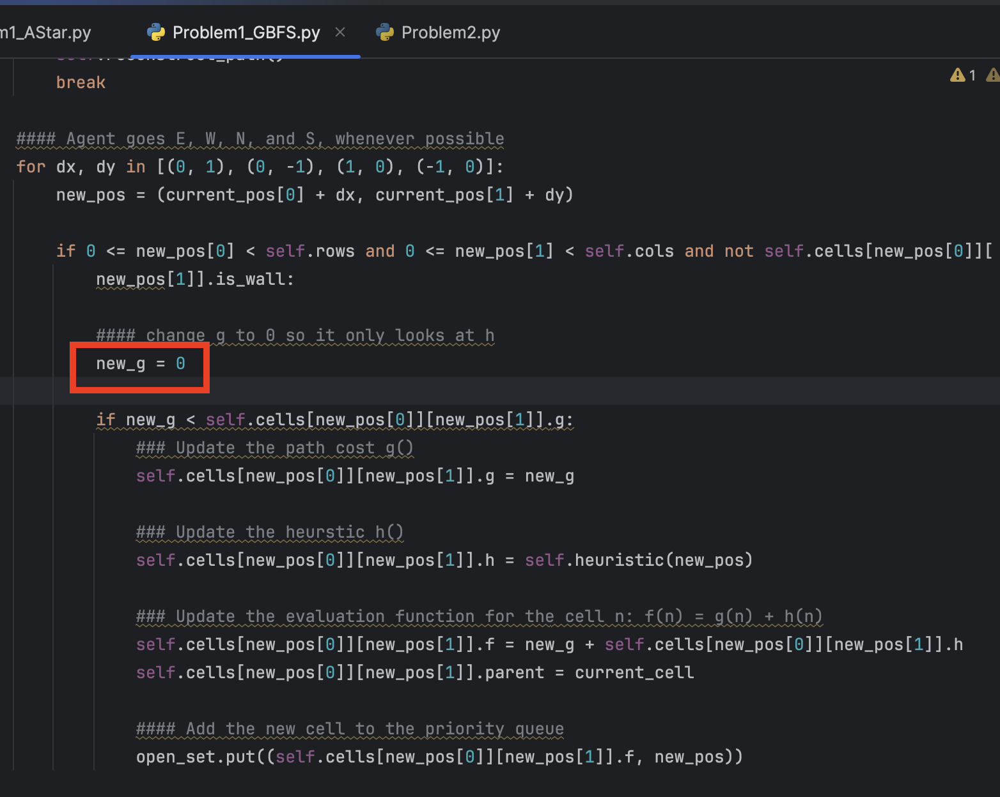 m1_AStar.py
Problem1_GBFS.py
Problem2.py
break
1
#### Agent goes E, W, N, and S, whenever possible
for dx, dy in [(0, 1), (0, -1), (1, 0), (-1, 0)]:
new_pos = (current_pos[0] + dx, current_pos[1] + dy)
if 0 <= new_pos[0] < self.rows and 0 <= new_pos[1] < self.cols and not self.cells[new_pos[0]][
new_pos[1]].is_wall:
#### change g to 0 so it only looks at h
new_g = 0
if new_g < self.cells[new_pos[0]][new_pos[1]].g:
### Update the path cost g()
self.cells[new_pos[0]][new_pos[1]].g = new_g
### Update the heurstic h()
self.cells[new_pos[0]][new_pos[1]].h = self.heuristic(new_pos)
### Update the evaluation function for the cell n: f(n) = g(n) + h(n)
self.cells[new_pos[0]][new_pos[1]].f = new_g + self.cells[new_pos[0]][new_pos[1]].h
self.cells[new_pos[0]][new_pos[1]].parent = current_cell
#### Add the new cell to the priority queue
open_set.put((self.cells[new_pos[0]][new_pos[1]].f, new_pos))